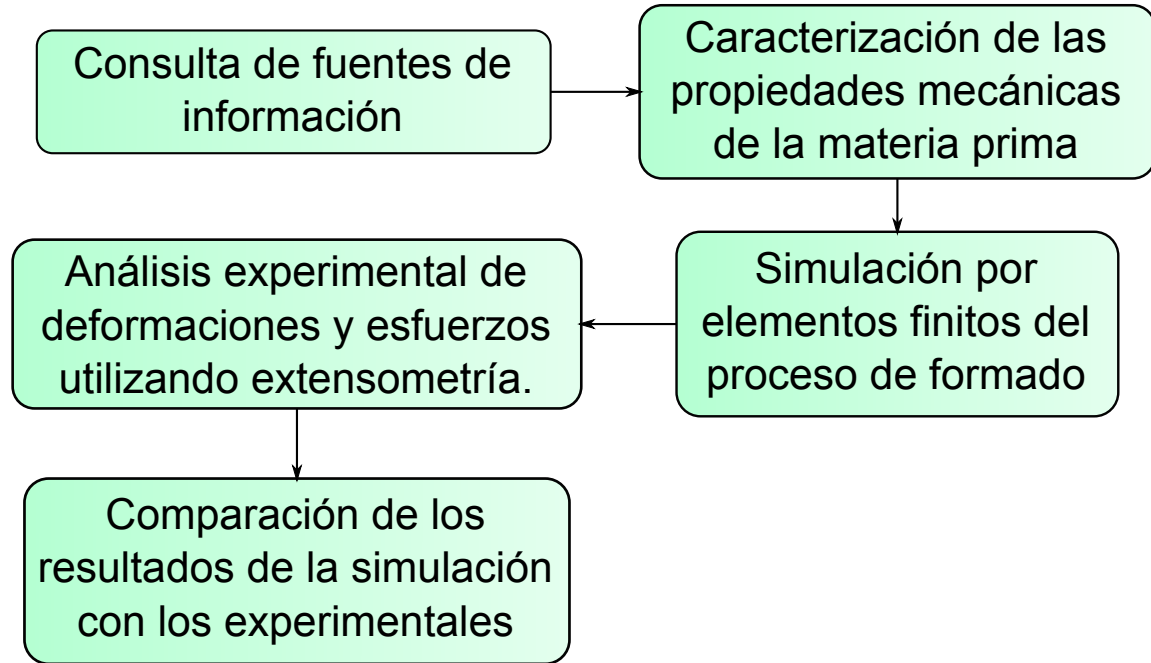 Consulta de fuentes de
información
Caracterización de las
propiedades mecánicas
de la materia prima
Simulación por
elementos finitos del
proceso de formado
Análisis experimental de
deformaciones y esfuerzos
utilizando extensometría.
Comparación de los
resultados de la simulación
con los experimentales